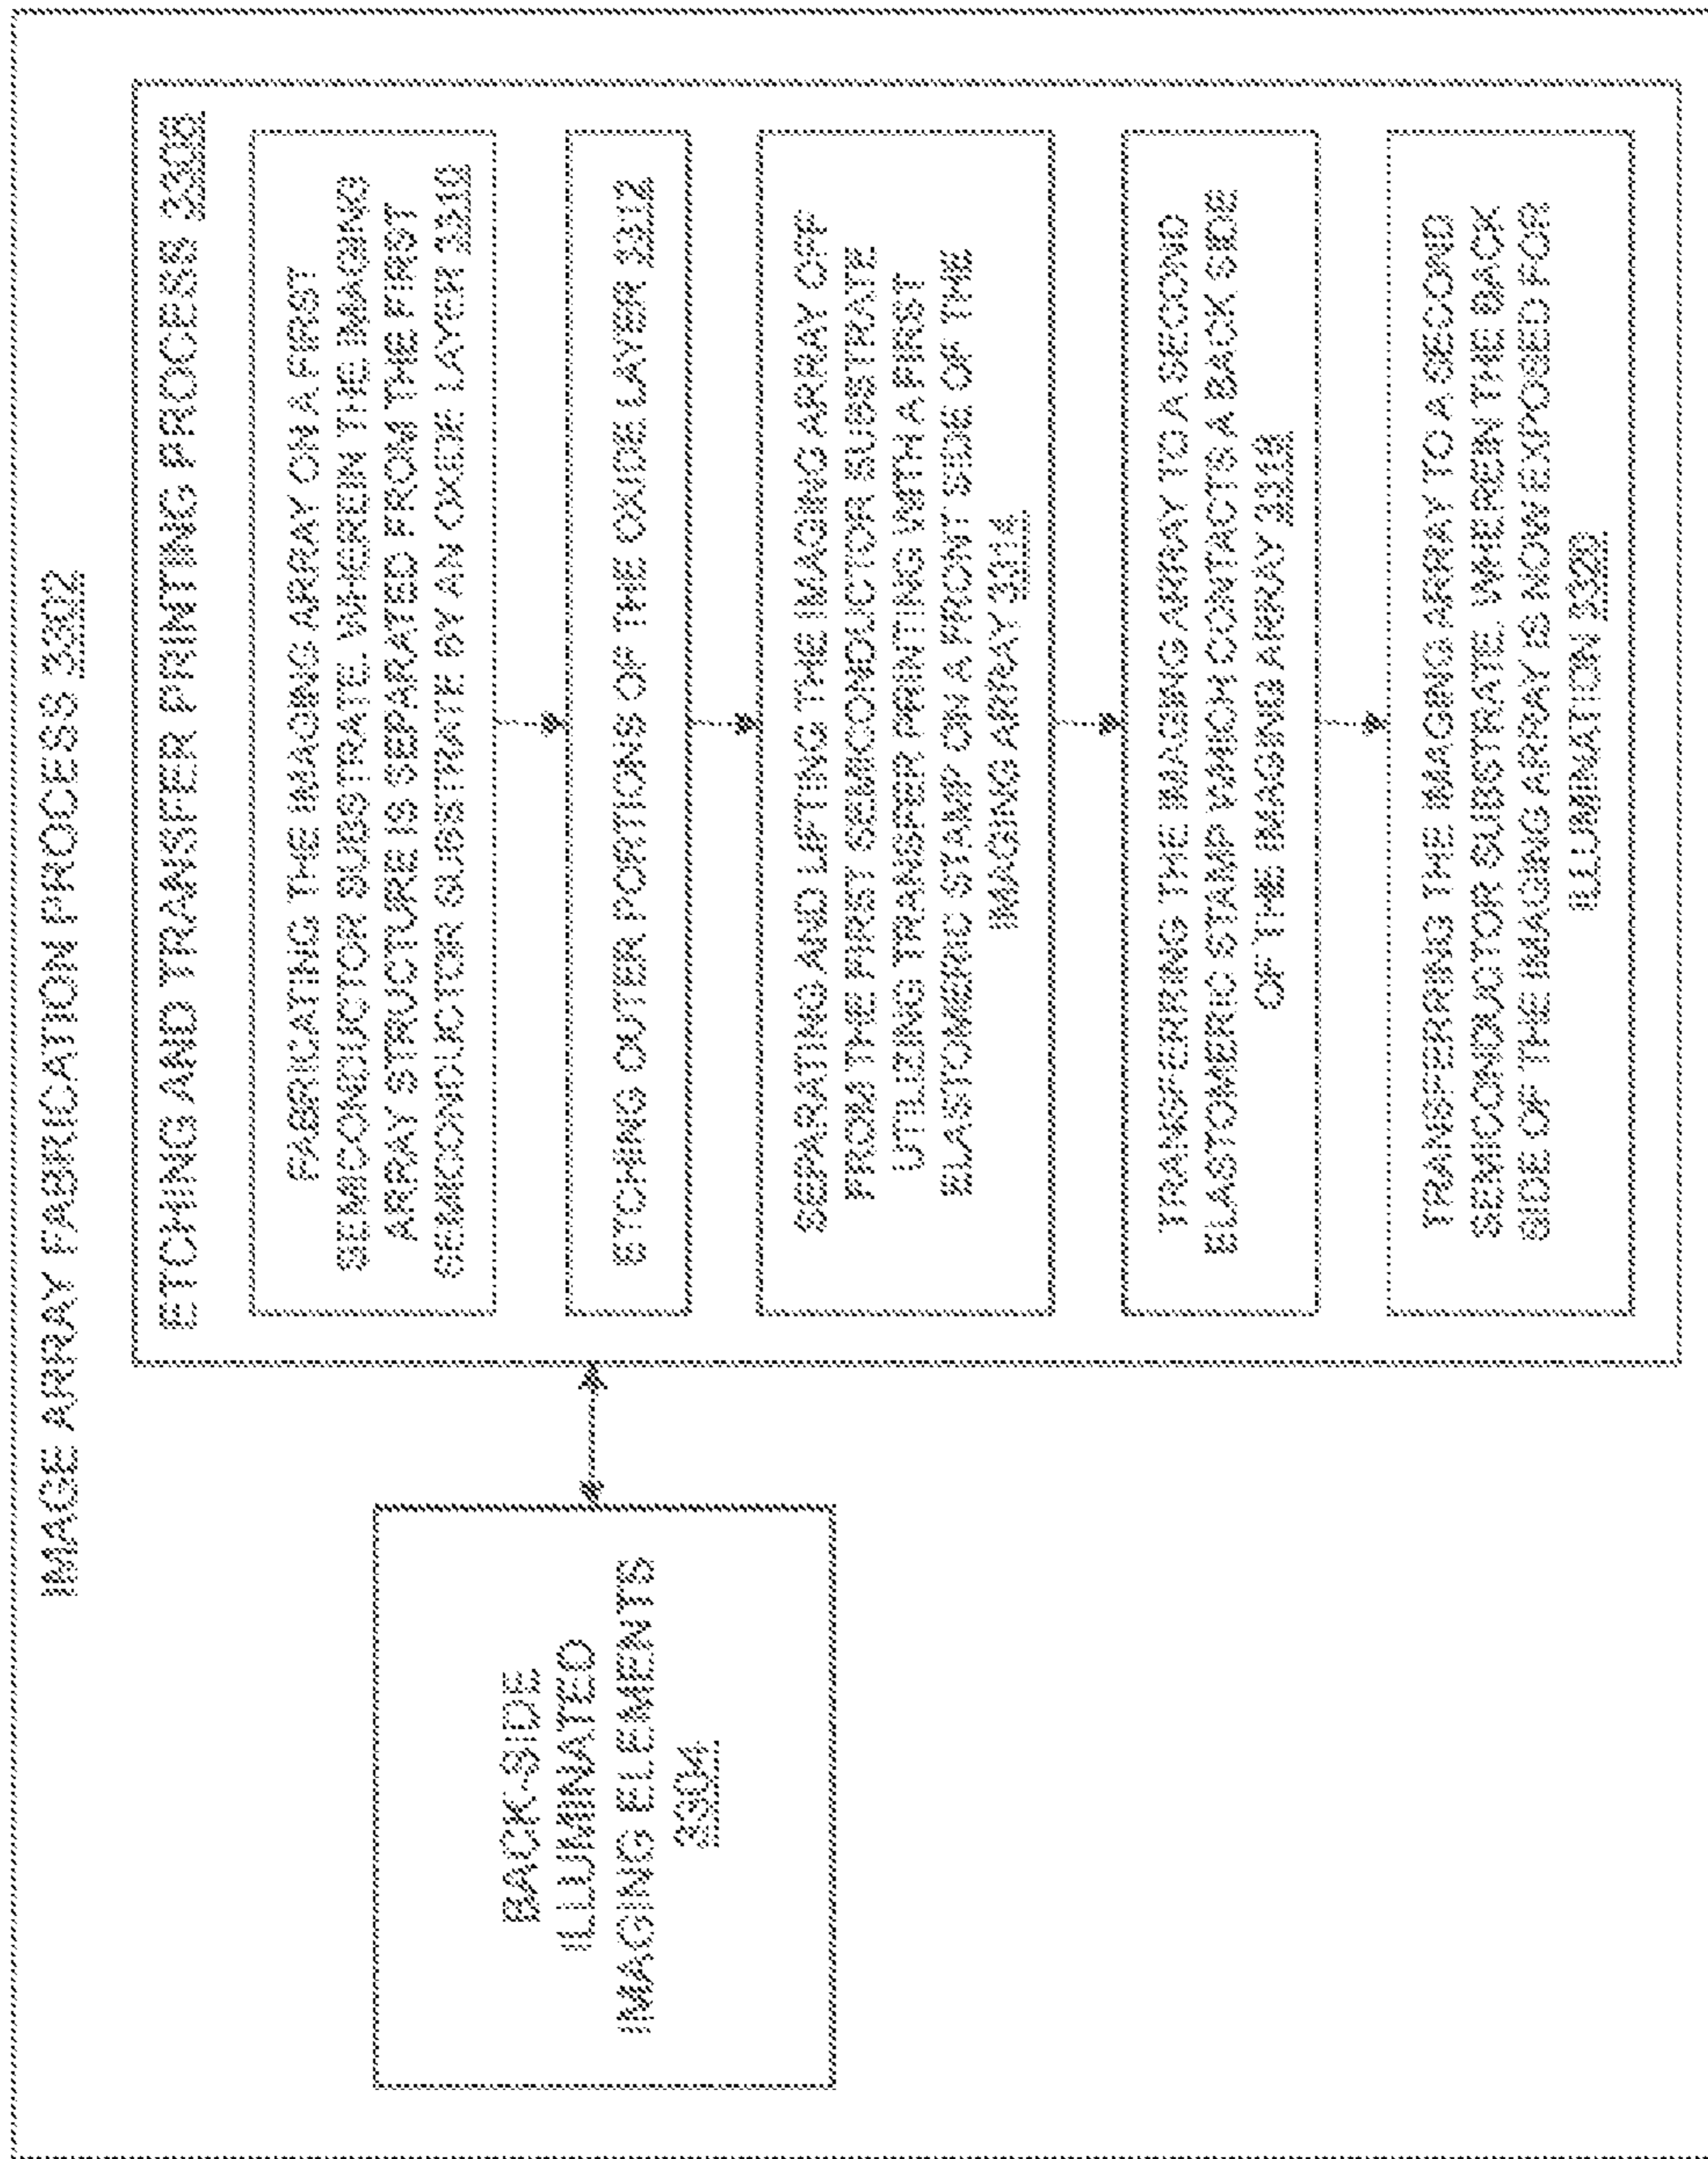 IMAGE ARRAY FABRICATION PROCESS 3302
BACK-SIDE
ILLUMINATED
IMAGING ELEMENTS
3304
ETCHING AND TRANSFER PRINTING PROCESS
FABRICATING THE IMAGING ARRAY ON A FIRST
SEMICONDUCTOR SUBSTRATE, WHEREIN THE IMAGING
ARRAY STRUCTURE IS SEPARATED FROM THE FIRST
SEMICONDUCTOR SUBSTRATE BY AN OXIDE LAYER 3310
ETCHING OUTER PORTIONS OF THE OXIDE LAYER 3312
SEPARATING AND LIFTING THE IMAGING ARRAY OFF
FROM THE FIRST SEMICONDUCTOR SUBSTRATE
UTILIZING TRANSFER PRINTING WITH A FIRST
ELASTOMERIC STAMP ON A FRONT SIDE OF THE
IMAGING ARRAY 3314
TRANSFERRING THE IMAGING ARRAY TO A SECOND
ELASTOMERIC STAMP WHICH CONTACTS A BACK SIDE
OF THE IMAGING ARRAY 3318
TRANSFERRING THE IMAGING ARRAY TO A SECOND
SEMICONDUCTOR SUBSTRATE, WHEREIN THE BACK
SIDE OF THE IMAGING ARRAY IS NOW EXPOSED FOR
ILLUMINATION 3320